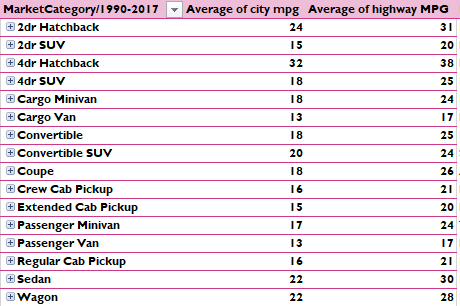 MarketCategory/1990-2017 Average of city mpg Average of highway MPG
2dr Hatchback 24 31
2dr SUV 15 20
4dr Hatchback 32 38
4dr SUV 18 25
Cargo Minivan 18 24
Cargo Van 13 17
Convertible 18 25
Convertible SUV 20 24
Coupe 18 26
Crew Cab Pickup 16 21
Extended Cab Pickup 15 20
Passenger Minivan 17 24
Passenger Van 13 17
Regular Cab Pickup 16 21
Sedan 22 30
Wagon 22 28